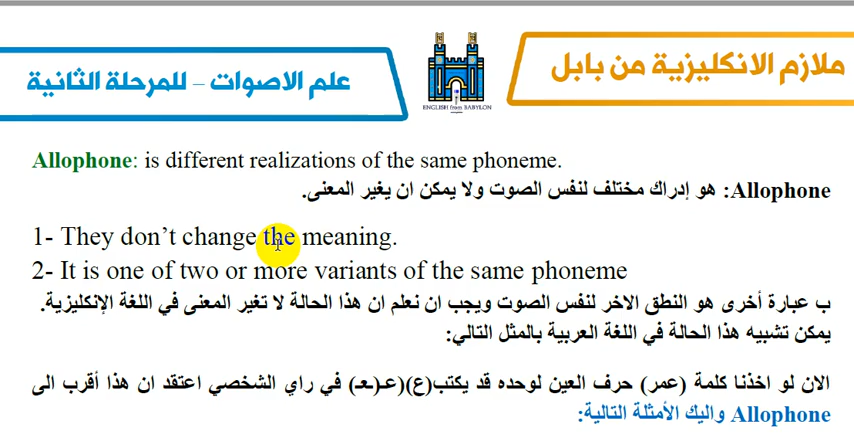 ملازم الانكليزية من بابل
علم الاصوات – للمرحلة الثانية
ENGLISH from BABYLON
Allophone: is different realizations of the same phoneme.
Allophone: هو إدراك مختلف لنفس الصوت ولا يمكن ان يغير المعنى.
1- They don't change the meaning.
2- It is one of two or more variants of the same phoneme
ب عبارة أخرى هو النطق الاخر لنفس الصوت ويجب ان نعلم ان هذا الحالة لا تغير المعنى في اللغة الإنكليزية.
يمكن تشبيه هذا الحالة في اللغة العربية بالمثل التالي:
الان لو اخذنا كلمة (عمر) حرف العين لوحده قد يكتب(ع)(عـ)(ـعـ) في راي الشخصي اعتقد ان هذا أقرب الى
Allophone واليك الأمثلة التالية: